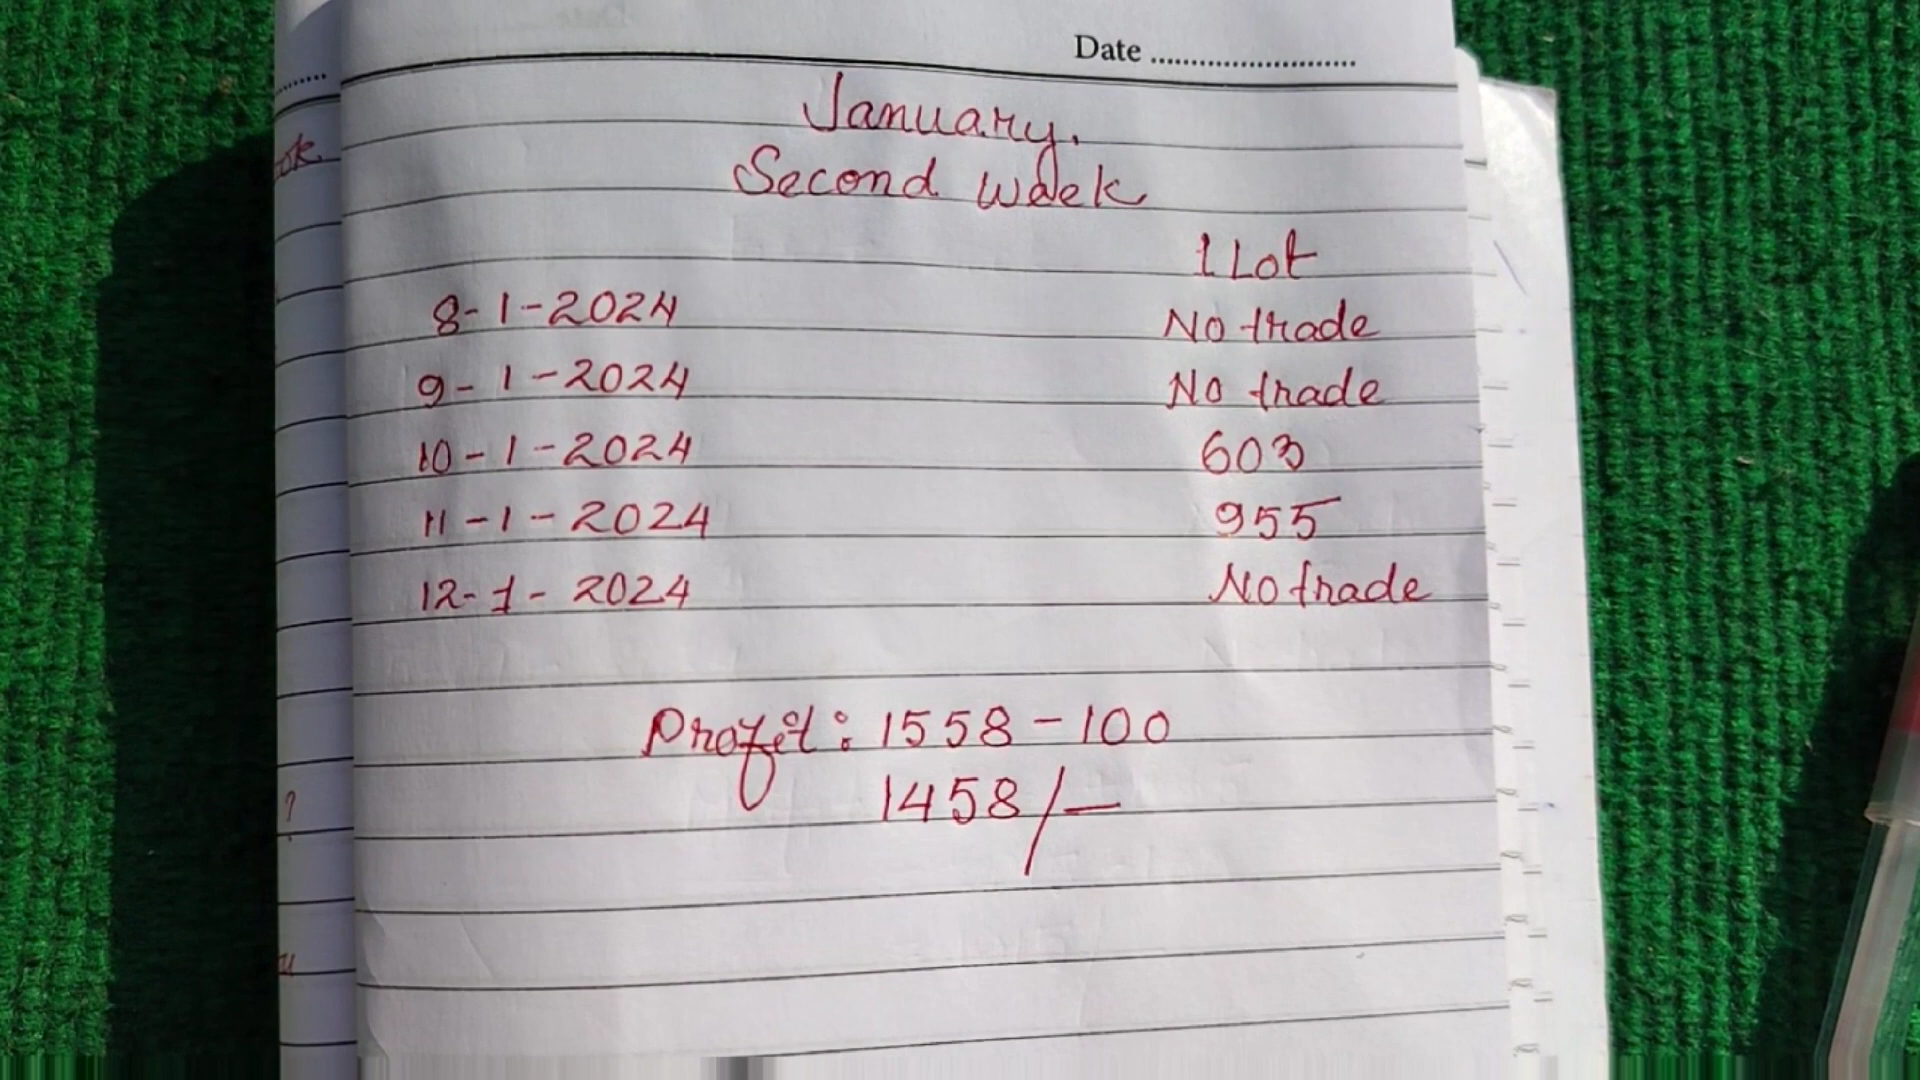 Date ..........................
January.
Second Week
1 Lot
8-1-2024 No trade
9-1-2024 No trade
10-1-2024 603
11-1-2024 955
12-1-2024 No trade
Profit: 1558-100
1458/-